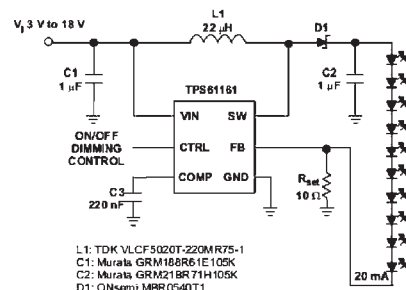 L1
22 µH
VI 3 V to 18 V
D1
C1
1 µF
C2
1 µF
TPS61161
VIN SW
ON/OFF
DIMMING
CONTROL
CTRL FB
COMP GND
C3
220 nF
Rset
10 Ω
20 mA
L1: TDK VLCF5020T-220MR75-1
C1: Murata GRM188R61E105K
C2: Murata GRM21BR71H105K
D1: ONsemi MBR0540T1